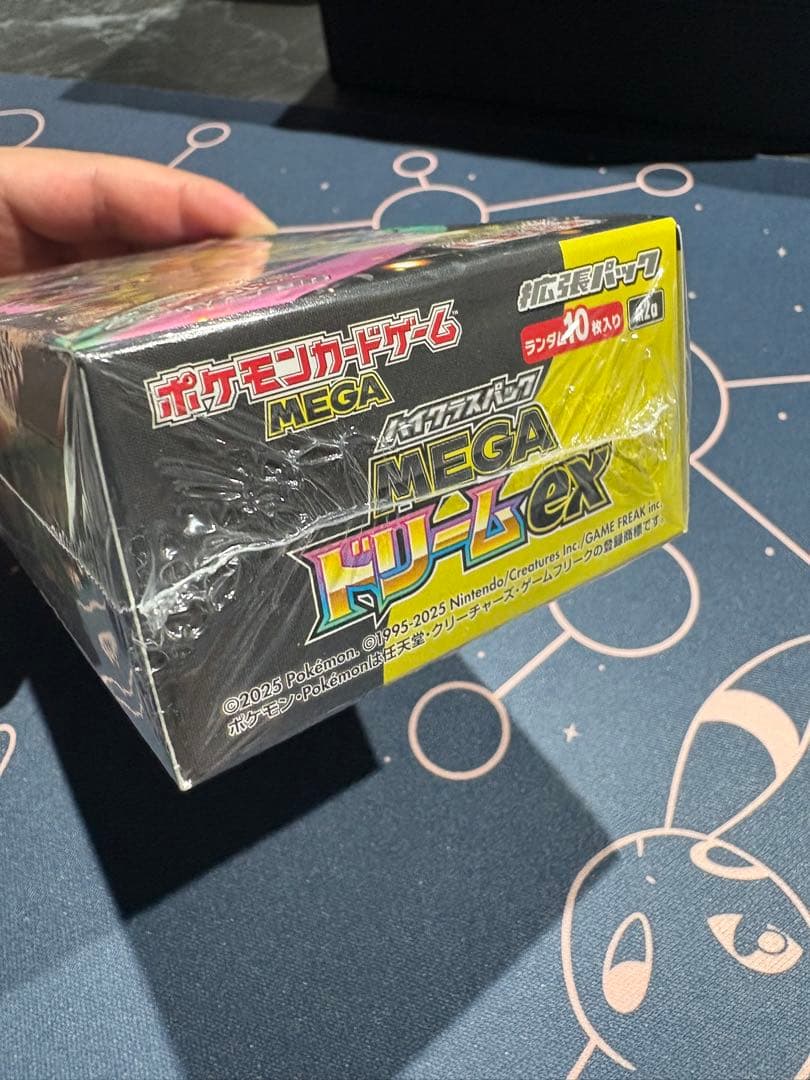 ポケモンカードゲーム
MEGA
拡張パック
ランダム10枚入り
M2a
ハイクラスパック
MEGA
ドリームex
©2025 Pokémon. ©1995-2025 Nintendo/Creatures Inc./GAME FREAK inc.
ポケモン・Pokémonは任天堂・クリーチャーズ・ゲームフリークの登録商標です。